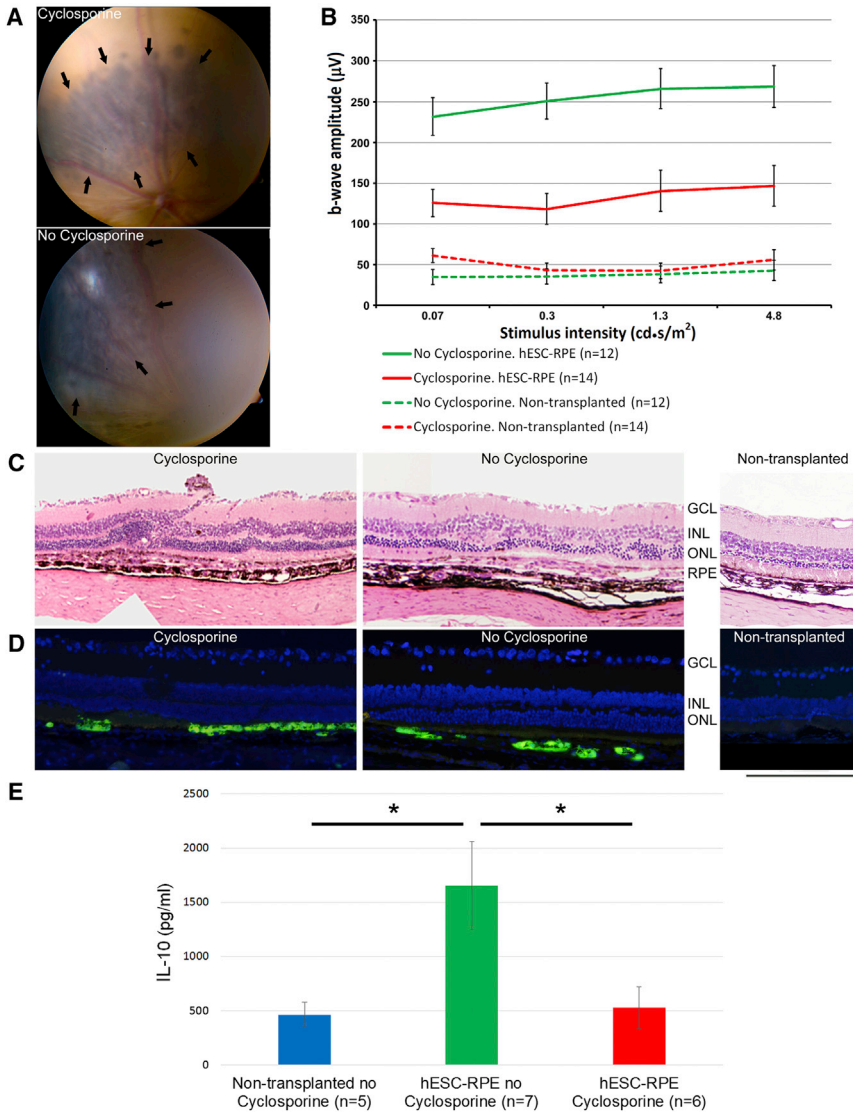 A
Cyclosporine
No Cyclosporine
B
b-wave amplitude (µV)
350
300
250
200
150
100
50
0
0.07 0.3 1.3 4.8
Stimulus intensity (cd•s/m²)
No Cyclosporine. hESC-RPE (n=12)
Cyclosporine. hESC-RPE (n=14)
No Cyclosporine. Non-transplanted (n=12)
Cyclosporine. Non-transplanted (n=14)
C
Cyclosporine No Cyclosporine Non-transplanted
GCL
INL
ONL
RPE
D
Cyclosporine No Cyclosporine Non-transplanted
GCL
INL
ONL
E
IL-10 (pg/ml)
2500
2000
1500
1000
500
0
* *
Non-transplanted no
Cyclosporine (n=5)
hESC-RPE no
Cyclosporine (n=7)
hESC-RPE
Cyclosporine (n=6)